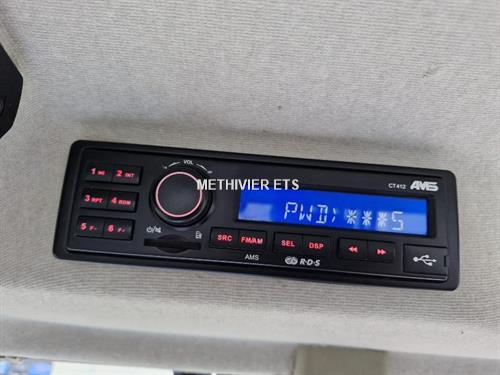 VOL
1 INT
2 INT
3 RPT
4 RDM
5 F-
6 F+
METHIVIER ETS
CT412
AMS
PWD:***5
SRC
FM/AM
SEL
DSP
AMS
R·D·S